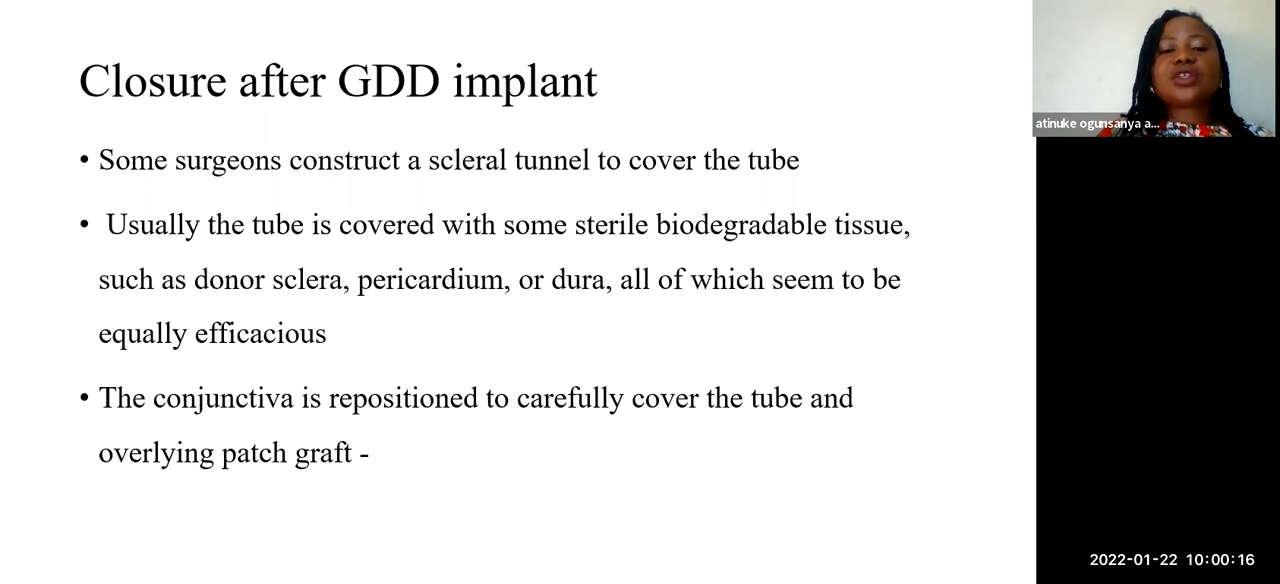 Closure after GDD implant
• Some surgeons construct a scleral tunnel to cover the tube
• Usually the tube is covered with some sterile biodegradable tissue,
such as donor sclera, pericardium, or dura, all of which seem to be
equally efficacious
• The conjunctiva is repositioned to carefully cover the tube and
overlying patch graft -
atinuke ogunsanya a...
2022-01-22 10:00:16